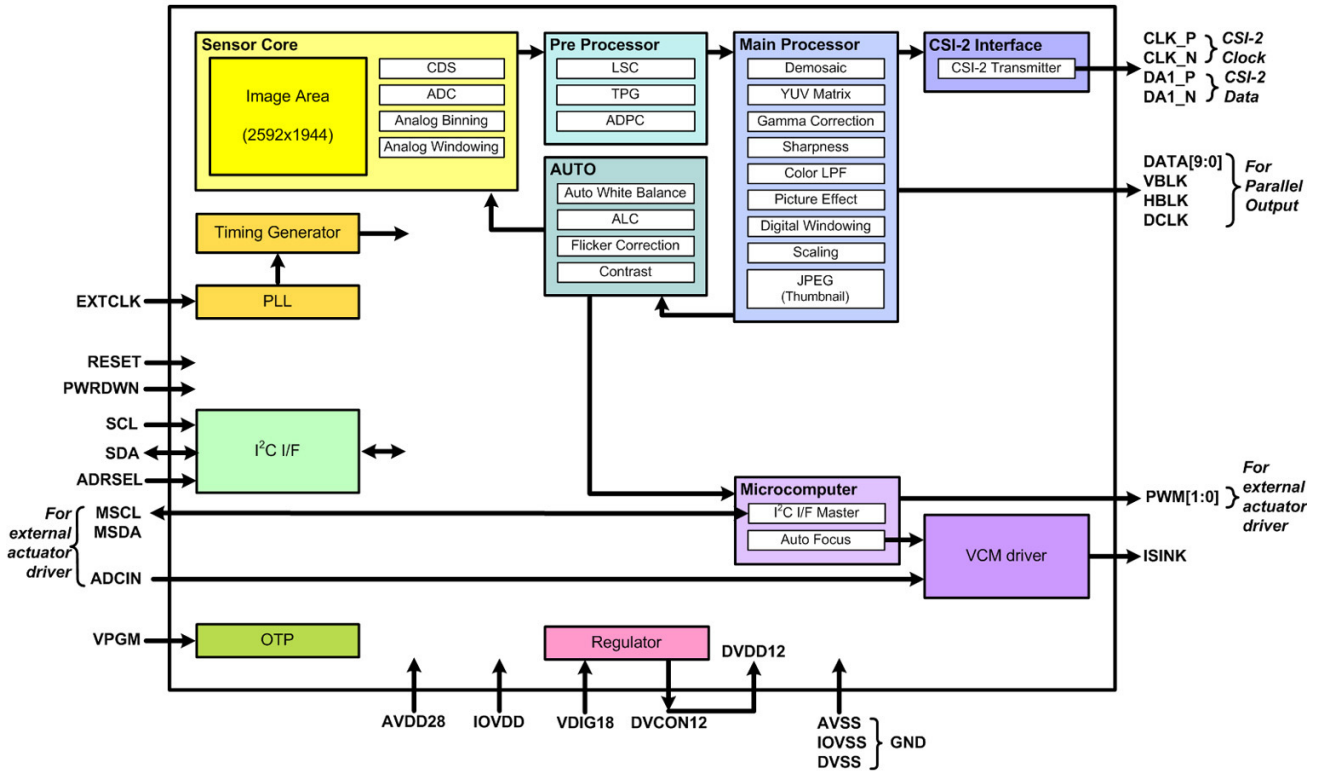 Sensor Core
Image Area
(2592x1944)
CDS
ADC
Analog Binning
Analog Windowing
Pre Processor
LSC
TPG
ADPC
AUTO
Auto White Balance
ALC
Flicker Correction
Contrast
Main Processor
Demosaic
YUV Matrix
Gamma Correction
Sharpness
Color LPF
Picture Effect
Digital Windowing
Scaling
JPEG
(Thumbnail)
CSI-2 Interface
CSI-2 Transmitter
CLK_P
CLK_N
CSI-2
Clock
DA1_P
DA1_N
CSI-2
Data
DATA[9:0]
VBLK
HBLK
DCLK
For
Parallel
Output
Timing Generator
PLL
EXTCLK
RESET
PWRDWN
SCL
SDA
ADRSEL
I²C I/F
For
external
actuator
driver
MSCL
MSDA
ADCIN
Microcomputer
I²C I/F Master
Auto Focus
VCM driver
PWM[1:0]
For
external
actuator
driver
ISINK
VPGM
OTP
Regulator
DVDD12
AVDD28
IOVDD
VDIG18
DVCON12
AVSS
IOVSS
DVSS
GND